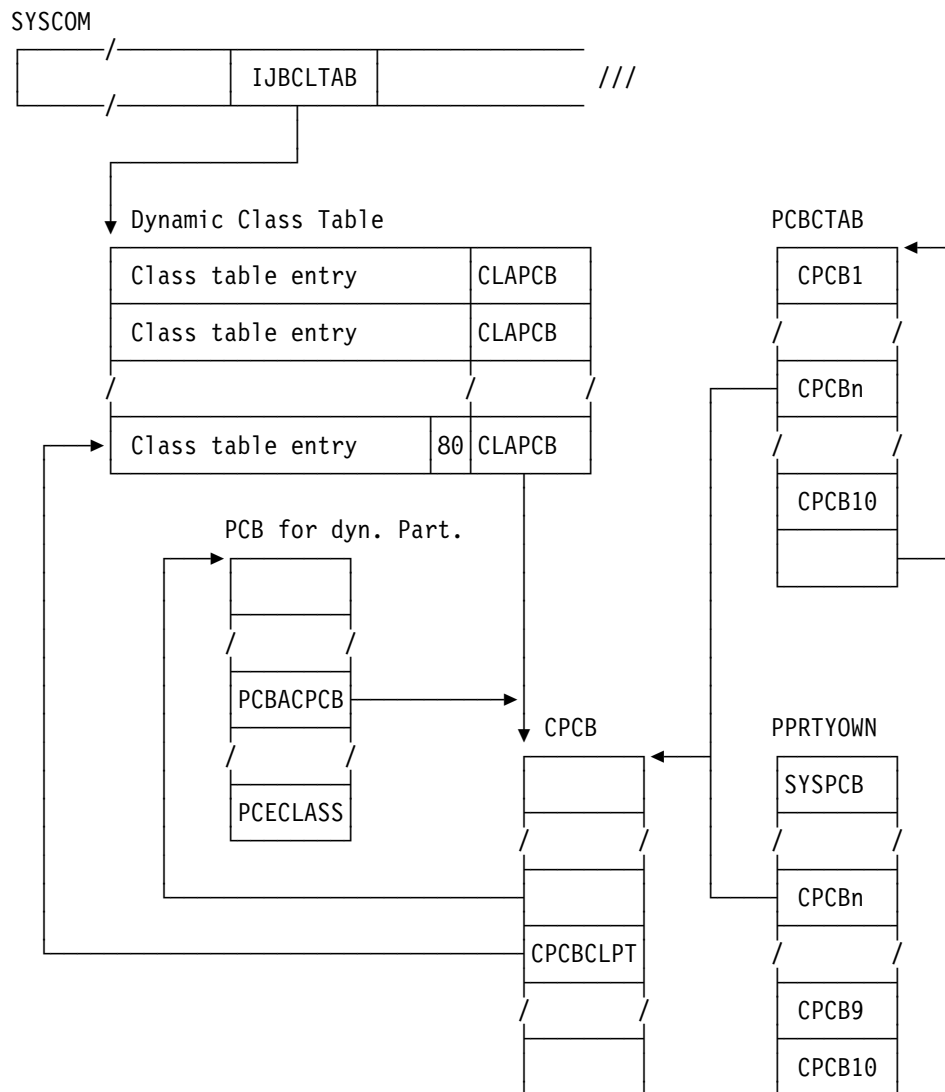 SYSCOM
IJBCLTAB
///
Dynamic Class Table
Class table entry CLAPCB
Class table entry CLAPCB
Class table entry 80 CLAPCB
PCB for dyn. Part.
PCBACPCB
PCECLASS
CPCB
CPCBCLPT
PCBCTAB
CPCB1
CPCBn
CPCB10
PPRTYOWN
SYSPCB
CPCBn
CPCB9
CPCB10